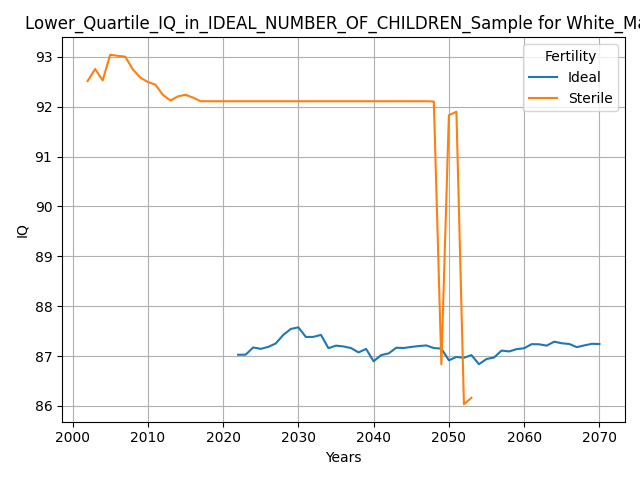 Lower_Quartile_IQ_in_IDEAL_NUMBER_OF_CHILDREN_Sample for White_Ma
Fertility
Ideal
Sterile
93
92
91
90
89
88
87
86
IQ
2000 2010 2020 2030 2040 2050 2060 2070
Years